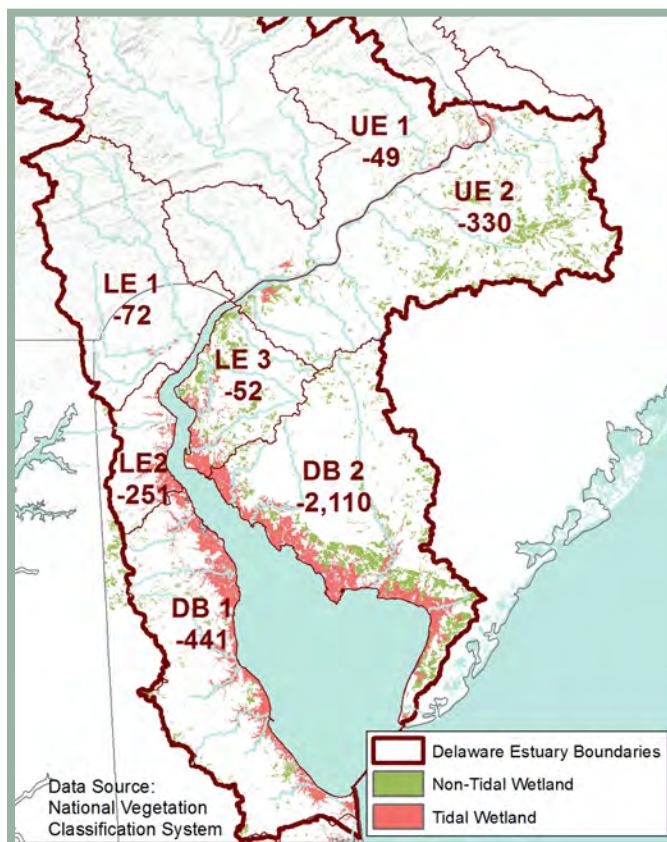 UE 1
-49
UE 2
-330
LE 1
-72
LE 3
-52
LE2
-251
DB 2
-2,110
DB 1
-441
Data Source:
National Vegetation
Classification System
Delaware Estuary Boundaries
Non-Tidal Wetland
Tidal Wetland